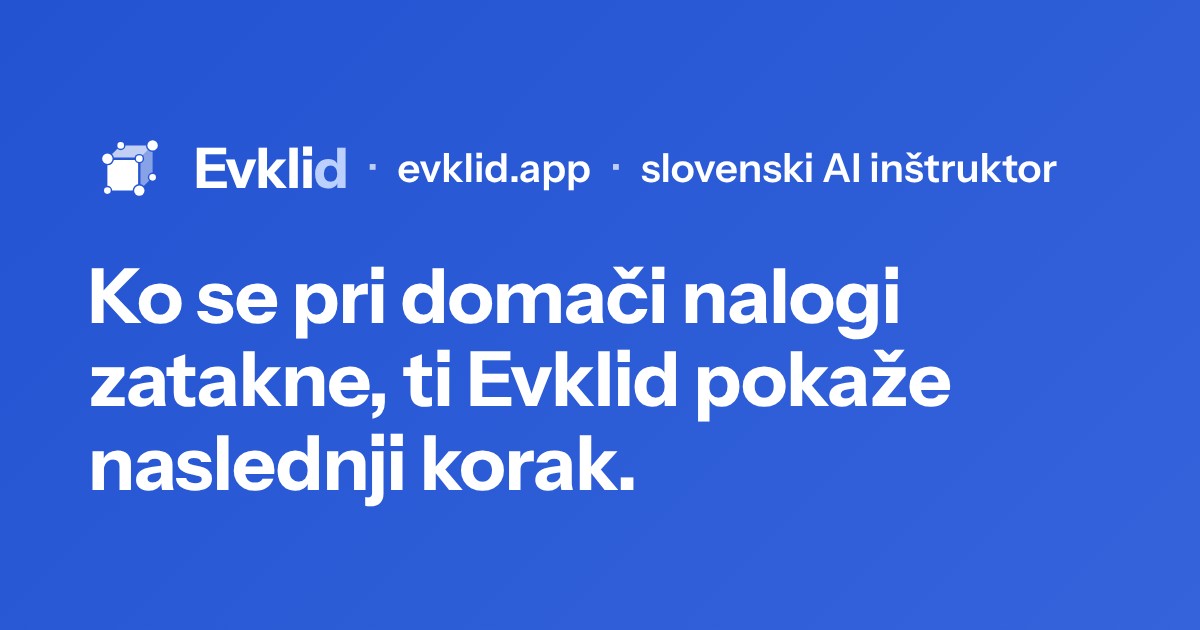 Evklid · evklid.app · slovenski AI inštruktor
Ko se pri domači nalogi
zatakne, ti Evklid pokaže
naslednji korak.